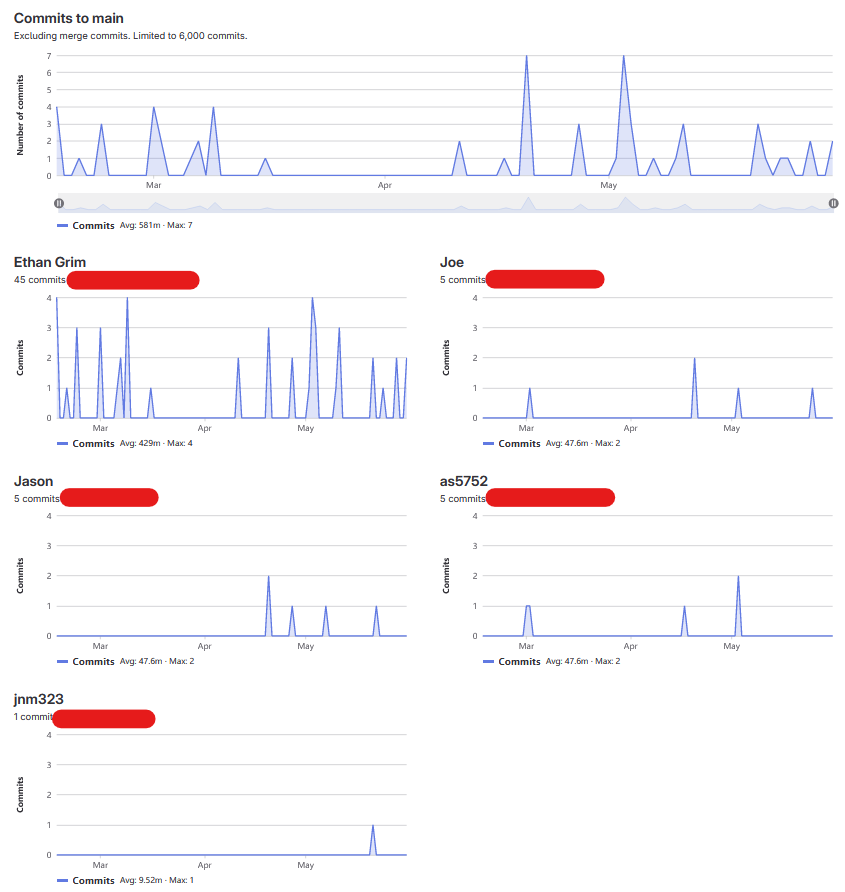 Commits to main
Excluding merge commits. Limited to 6,000 commits.
Number of commits
7
6
5
4
3
2
1
0
Mar
Apr
May
Commits Avg: 581m · Max: 7
Ethan Grim
45 commits
Commits
4
3
2
1
0
Mar
Apr
May
Commits Avg: 429m · Max: 4
Joe
5 commits
Commits
4
3
2
1
0
Mar
Apr
May
Commits Avg: 47.6m · Max: 2
Jason
5 commits
Commits
4
3
2
1
0
Mar
Apr
May
Commits Avg: 47.6m · Max: 2
as5752
5 commits
Commits
4
3
2
1
0
Mar
Apr
May
Commits Avg: 47.6m · Max: 2
jnm323
1 commit
Commits
4
3
2
1
0
Mar
Apr
May
Commits Avg: 9.52m · Max: 1